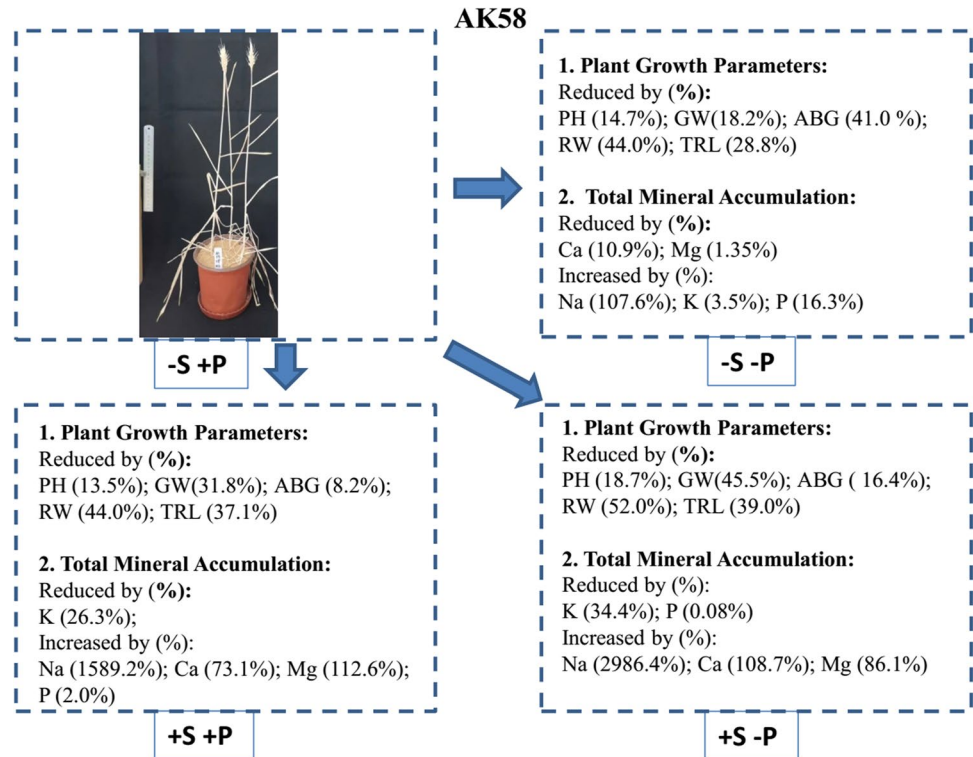 AK58
-S +P
1. Plant Growth Parameters:
Reduced by (%):
PH (14.7%); GW(18.2%); ABG (41.0 %);
RW (44.0%); TRL (28.8%)
2. Total Mineral Accumulation:
Reduced by (%):
Ca (10.9%); Mg (1.35%)
Increased by (%):
Na (107.6%); K (3.5%); P (16.3%)
-S -P
1. Plant Growth Parameters:
Reduced by (%):
PH (13.5%); GW(31.8%); ABG (8.2%);
RW (44.0%); TRL (37.1%)
2. Total Mineral Accumulation:
Reduced by (%):
K (26.3%);
Increased by (%):
Na (1589.2%); Ca (73.1%); Mg (112.6%);
P (2.0%)
+S +P
1. Plant Growth Parameters:
Reduced by (%):
PH (18.7%); GW(45.5%); ABG ( 16.4%);
RW (52.0%); TRL (39.0%)
2. Total Mineral Accumulation:
Reduced by (%):
K (34.4%); P (0.08%)
Increased by (%):
Na (2986.4%); Ca (108.7%); Mg (86.1%)
+S -P